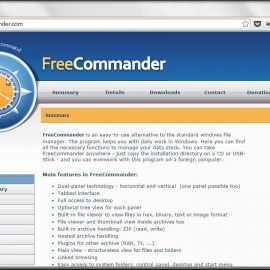 nder.com
command
FreeCommander
Summary Details Downloads Contact Donation
Summary
FreeCommander is an easy-to-use alternative to the standard windows file
manager. The program helps you with daily work in Windows. Here you can find
all the necessary functions to manage your data stock. You can take
FreeCommander anywhere - just copy the installation directory on a CD or USB-
Stick - and you can evenwork with this program on a foreign computer.
Main features in FreeCommander:
Dual-panel technology - horizontal and vertical (one panel possible too)
Tabbed interface
Full access to desktop
Optional tree view for each panel
Built-in file viewer to view files in hex, binary, text or image format
File viewer and thumbnail view inside archives too
Built-in archive handling: ZIP (read, write)
Nested archive handling
Plugins for other archive (RAR, 7z, ...)
Plain view - structureless view for files and folders
Linked browsing
Easy access to system folders, control panel, desktop and start menu